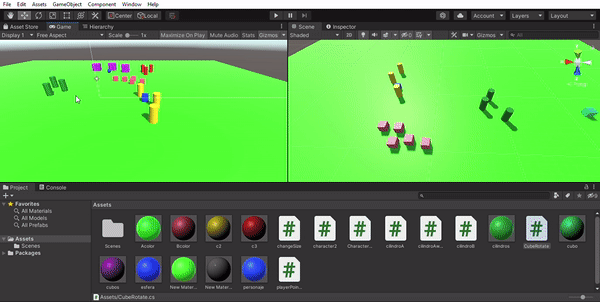 File Edit Assets GameObject Component Window Help
Center Local Account Layers Layout
Asset Store Game Hierarchy Scene Inspector
Display 1 Free Aspect Scale 1x Maximize On Play Mute Audio Stats Gizmos Shaded 2D Gizmos All
Project Console
Favorites
All Materials
All Models
All Prefabs
Assets
Scenes
Packages
Assets
Scenes Acolor Bcolor c2 c3 changeSize character2 Character... cilindroA cilindroAw... cilindroB cilindros CubeRotate cubo
cubos esfera New Mater... New Mater... personaje playerPoin...
Assets/CubeRotate.cs